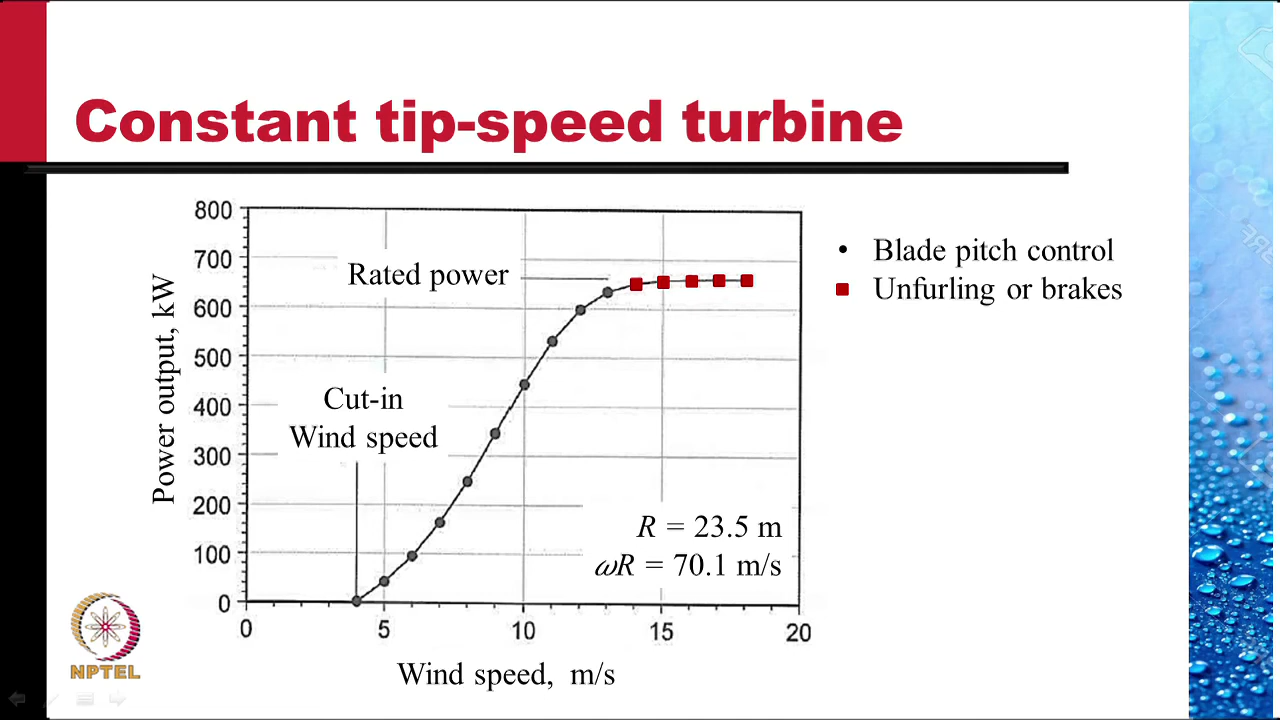 Constant tip-speed turbine
800
700
600
500
400
300
200
100
0
Power output, kW
Rated power
Cut-in
Wind speed
R = 23.5 m
ωR = 70.1 m/s
0 5 10 15 20
Wind speed, m/s
• Blade pitch control
Unfurling or brakes
NPTEL